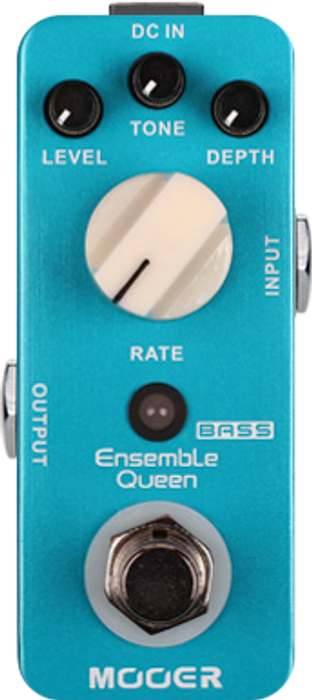 DC IN
TONE
LEVEL
DEPTH
INPUT
RATE
OUTPUT
BASS
Ensemble
Queen
MOOER